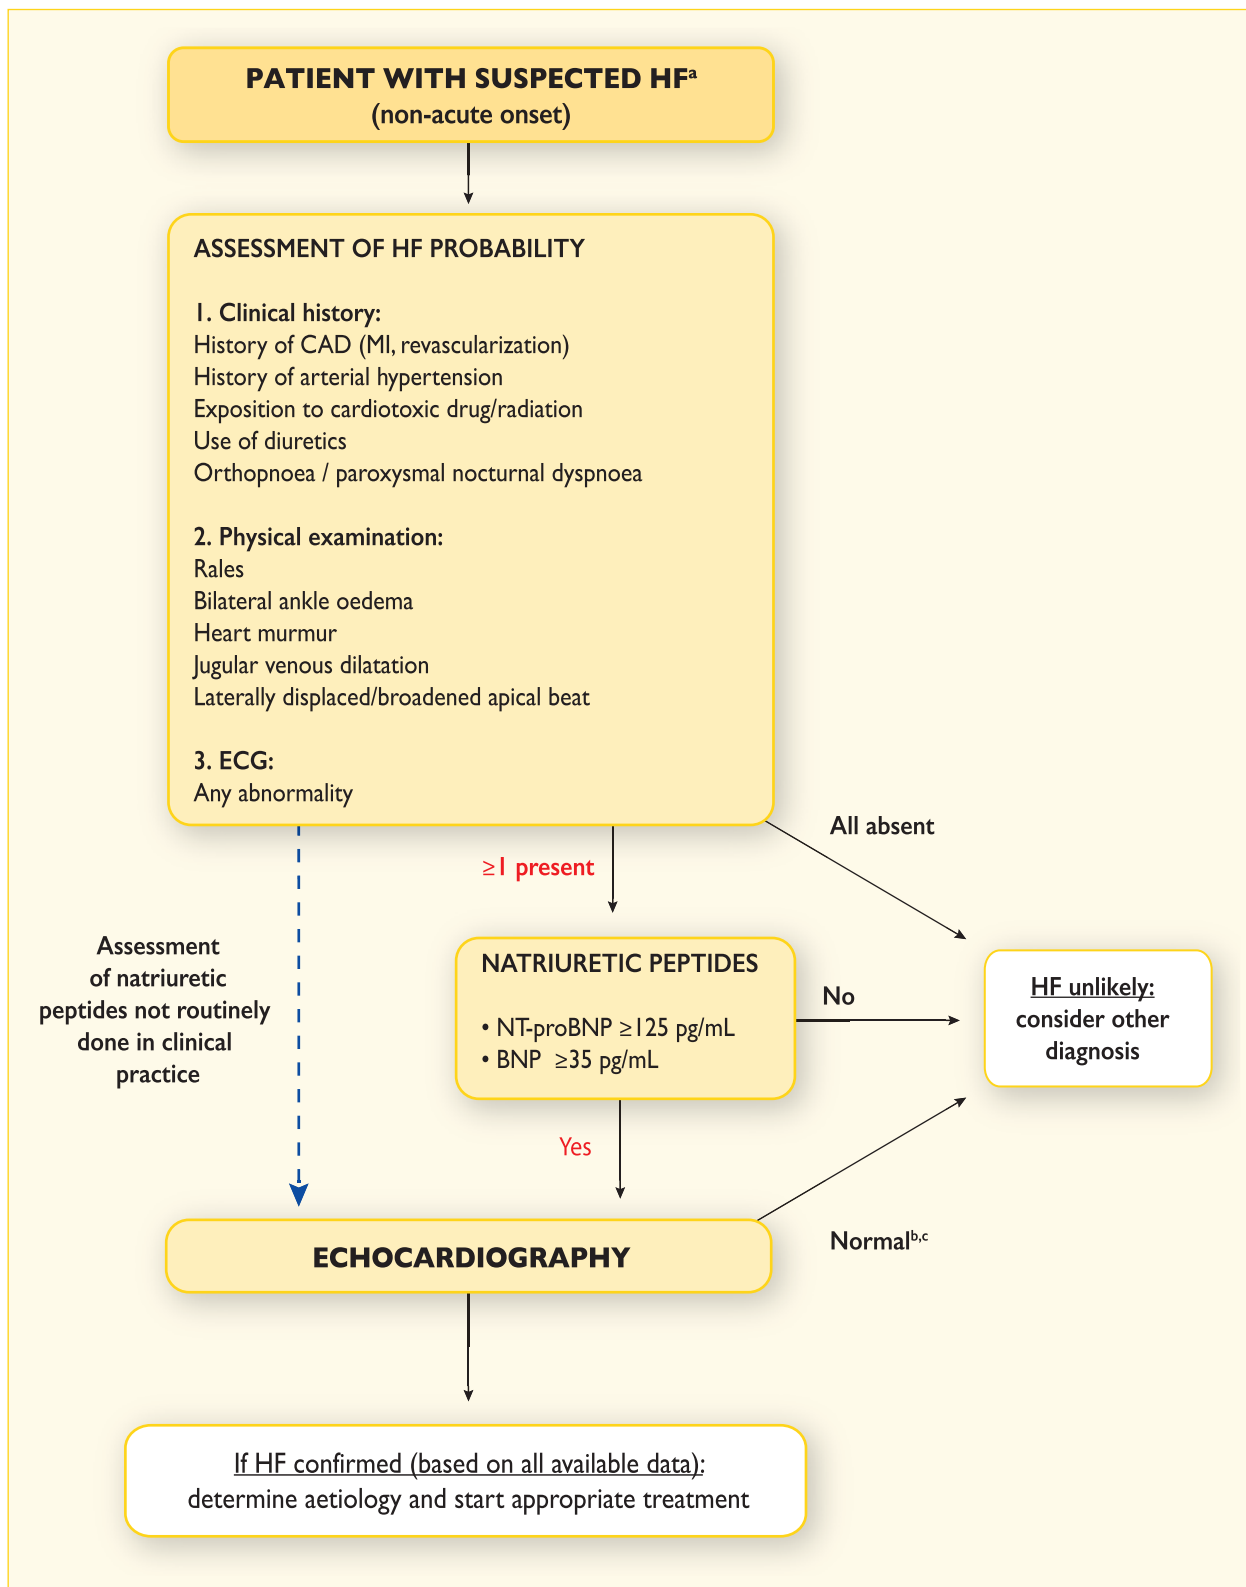 PATIENT WITH SUSPECTED HFᵃ
(non-acute onset)
ASSESSMENT OF HF PROBABILITY
1. Clinical history:
History of CAD (MI, revascularization)
History of arterial hypertension
Exposition to cardiotoxic drug/radiation
Use of diuretics
Orthopnoea / paroxysmal nocturnal dyspnoea
2. Physical examination:
Rales
Bilateral ankle oedema
Heart murmur
Jugular venous dilatation
Laterally displaced/broadened apical beat
3. ECG:
Any abnormality
All absent
≥1 present
Assessment
of natriuretic
peptides not routinely
done in clinical
practice
NATRIURETIC PEPTIDES
• NT-proBNP ≥125 pg/mL
• BNP ≥35 pg/mL
No
HF unlikely:
consider other
diagnosis
Yes
Normalᵇ,ᶜ
ECHOCARDIOGRAPHY
If HF confirmed (based on all available data):
determine aetiology and start appropriate treatment